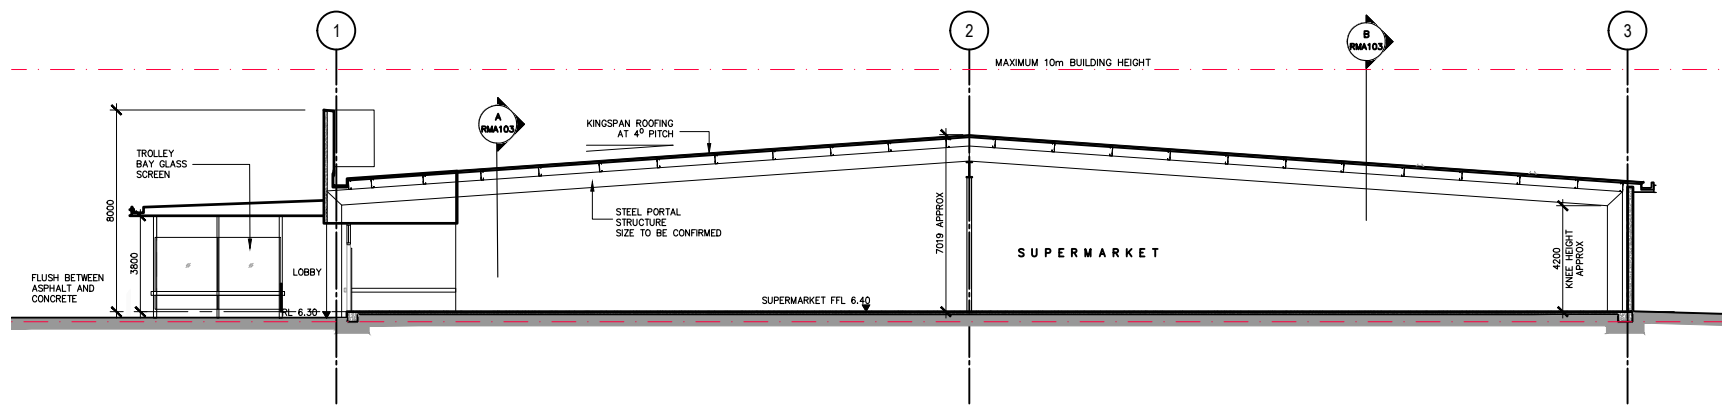 1
2
3
B
RMA103
MAXIMUM 10m BUILDING HEIGHT
A
RMA103
KINGSPAN ROOFING
AT 4⁰ PITCH
TROLLEY
BAY GLASS
SCREEN
8000
STEEL PORTAL
STRUCTURE
SIZE TO BE CONFIRMED
7019 APPROX
SUPERMARKET
3800
4200
KNEE HEIGHT
APPROX
LOBBY
FLUSH BETWEEN
ASPHALT AND
CONCRETE
RL 6.30
SUPERMARKET FFL 6.40